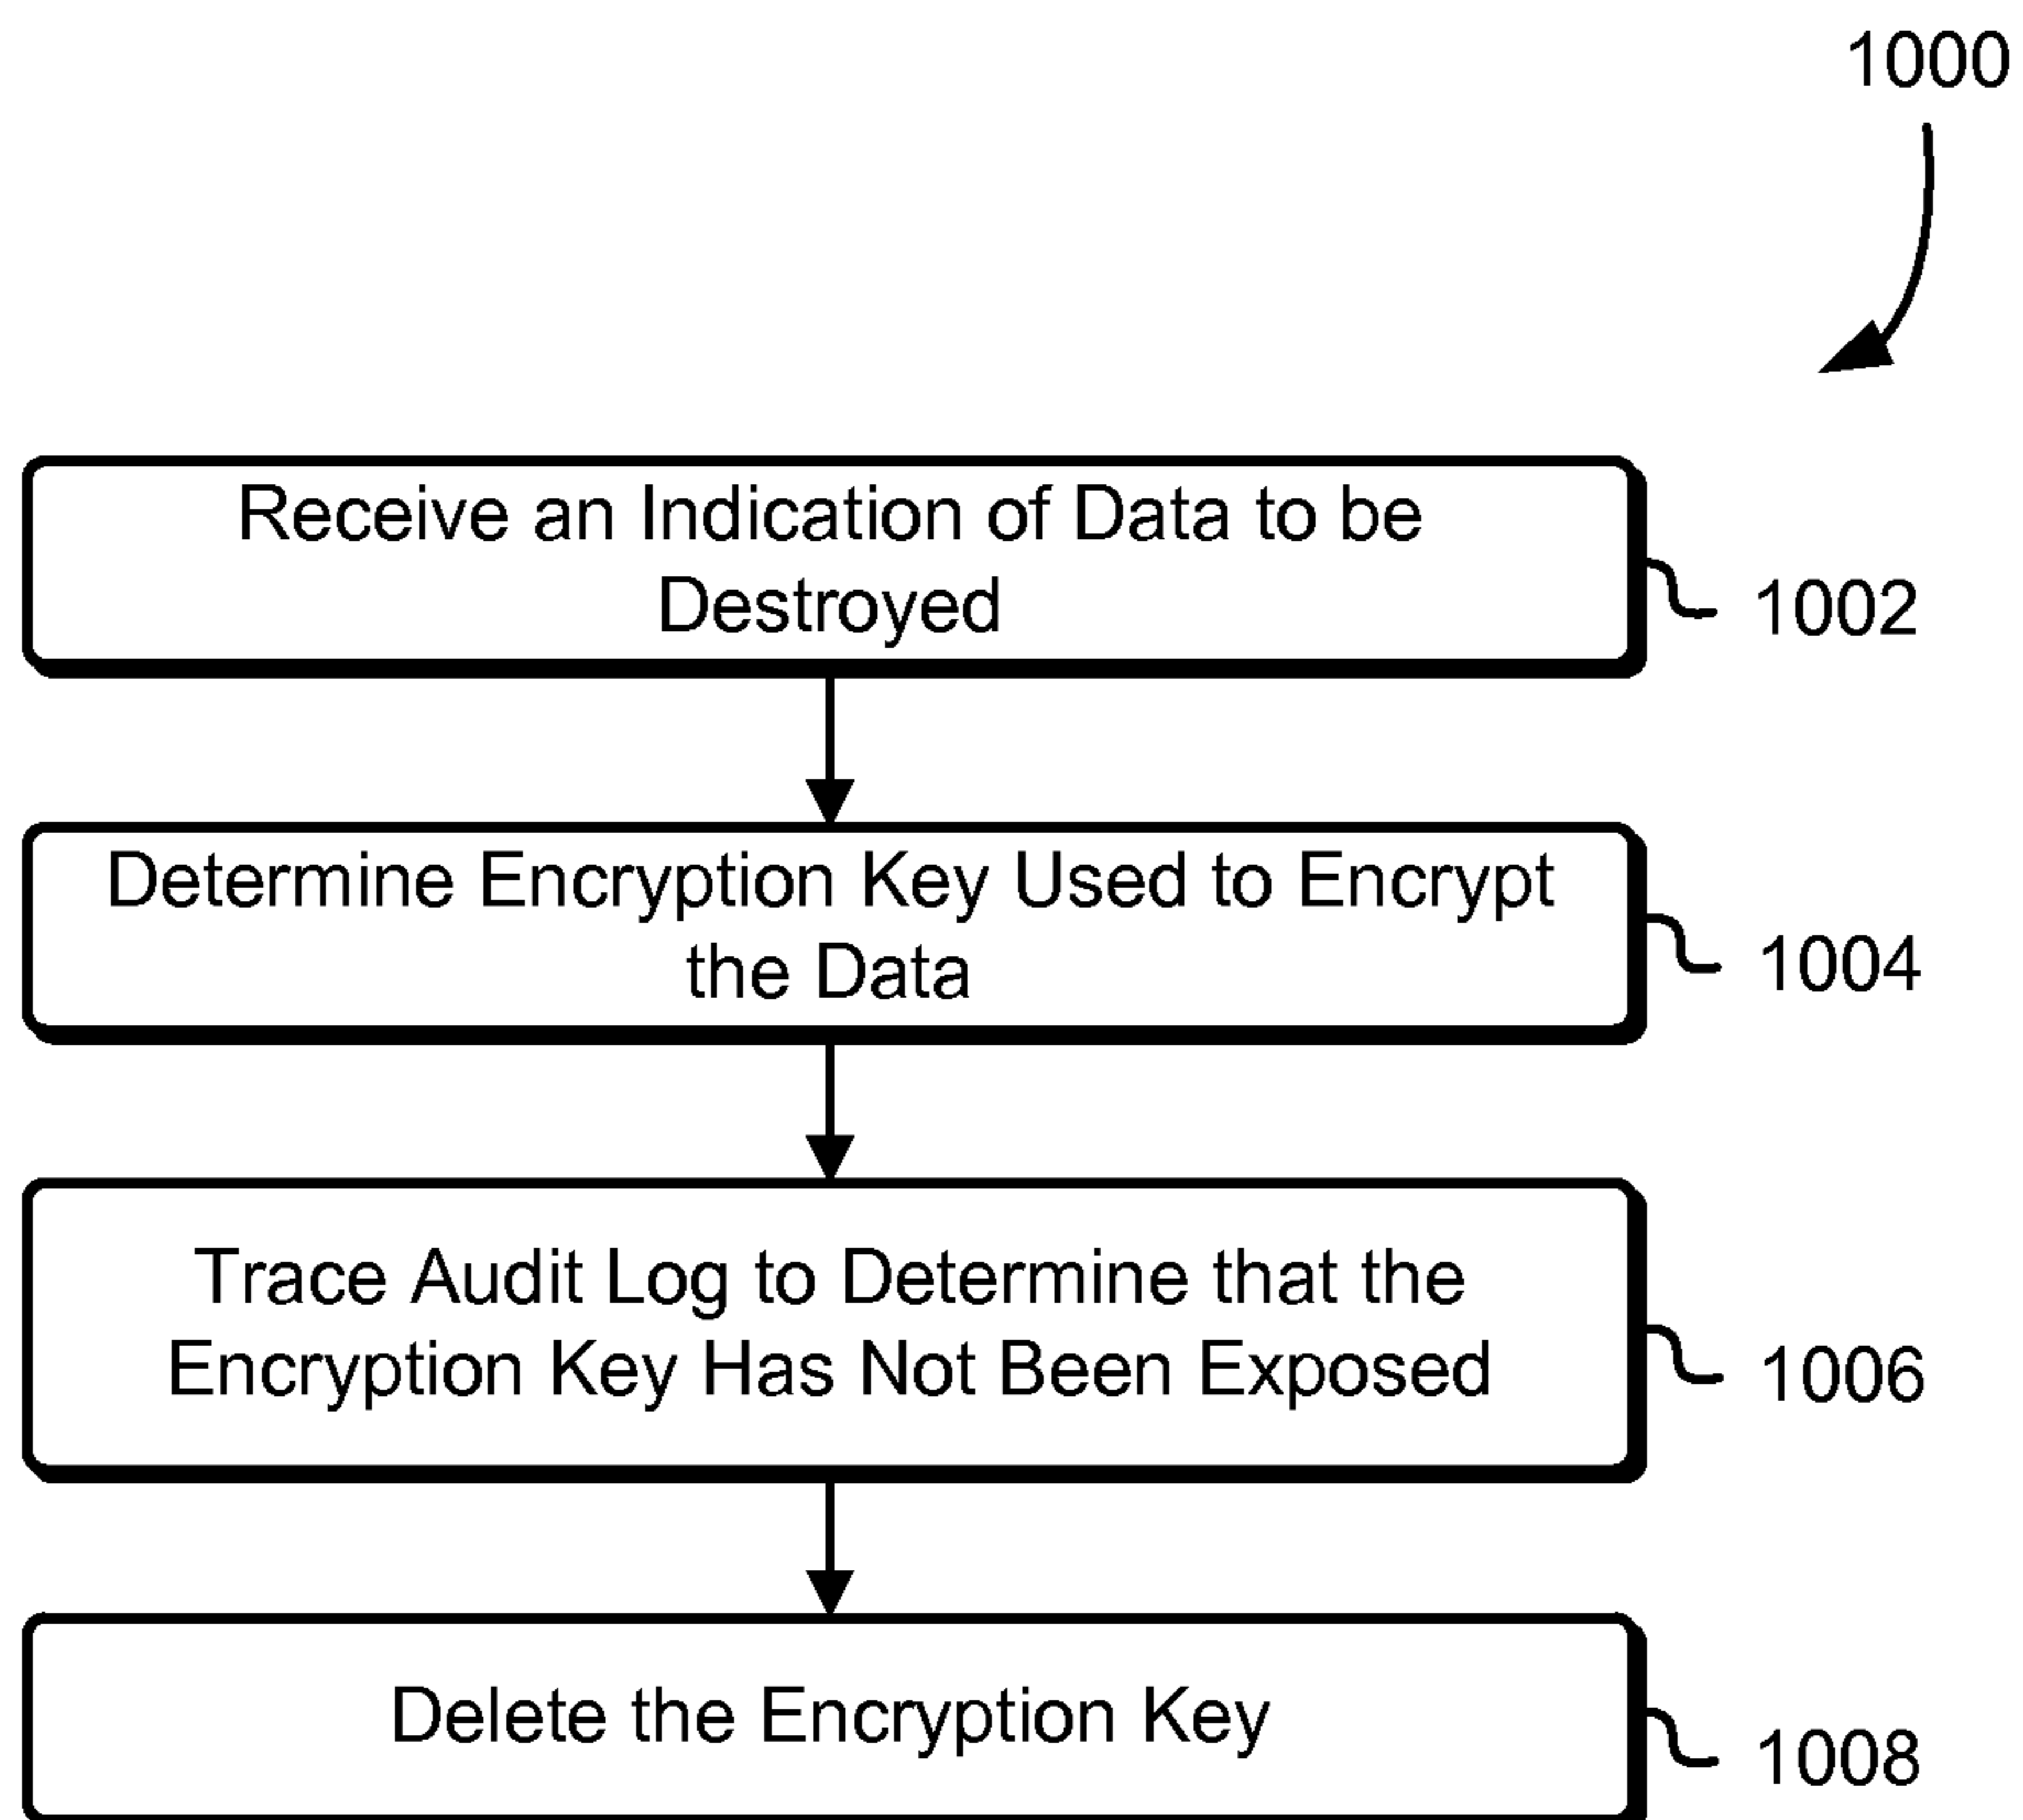 1000
Receive an Indication of Data to be
Destroyed
1002
Determine Encryption Key Used to Encrypt
the Data
1004
Trace Audit Log to Determine that the
Encryption Key Has Not Been Exposed
1006
Delete the Encryption Key
1008